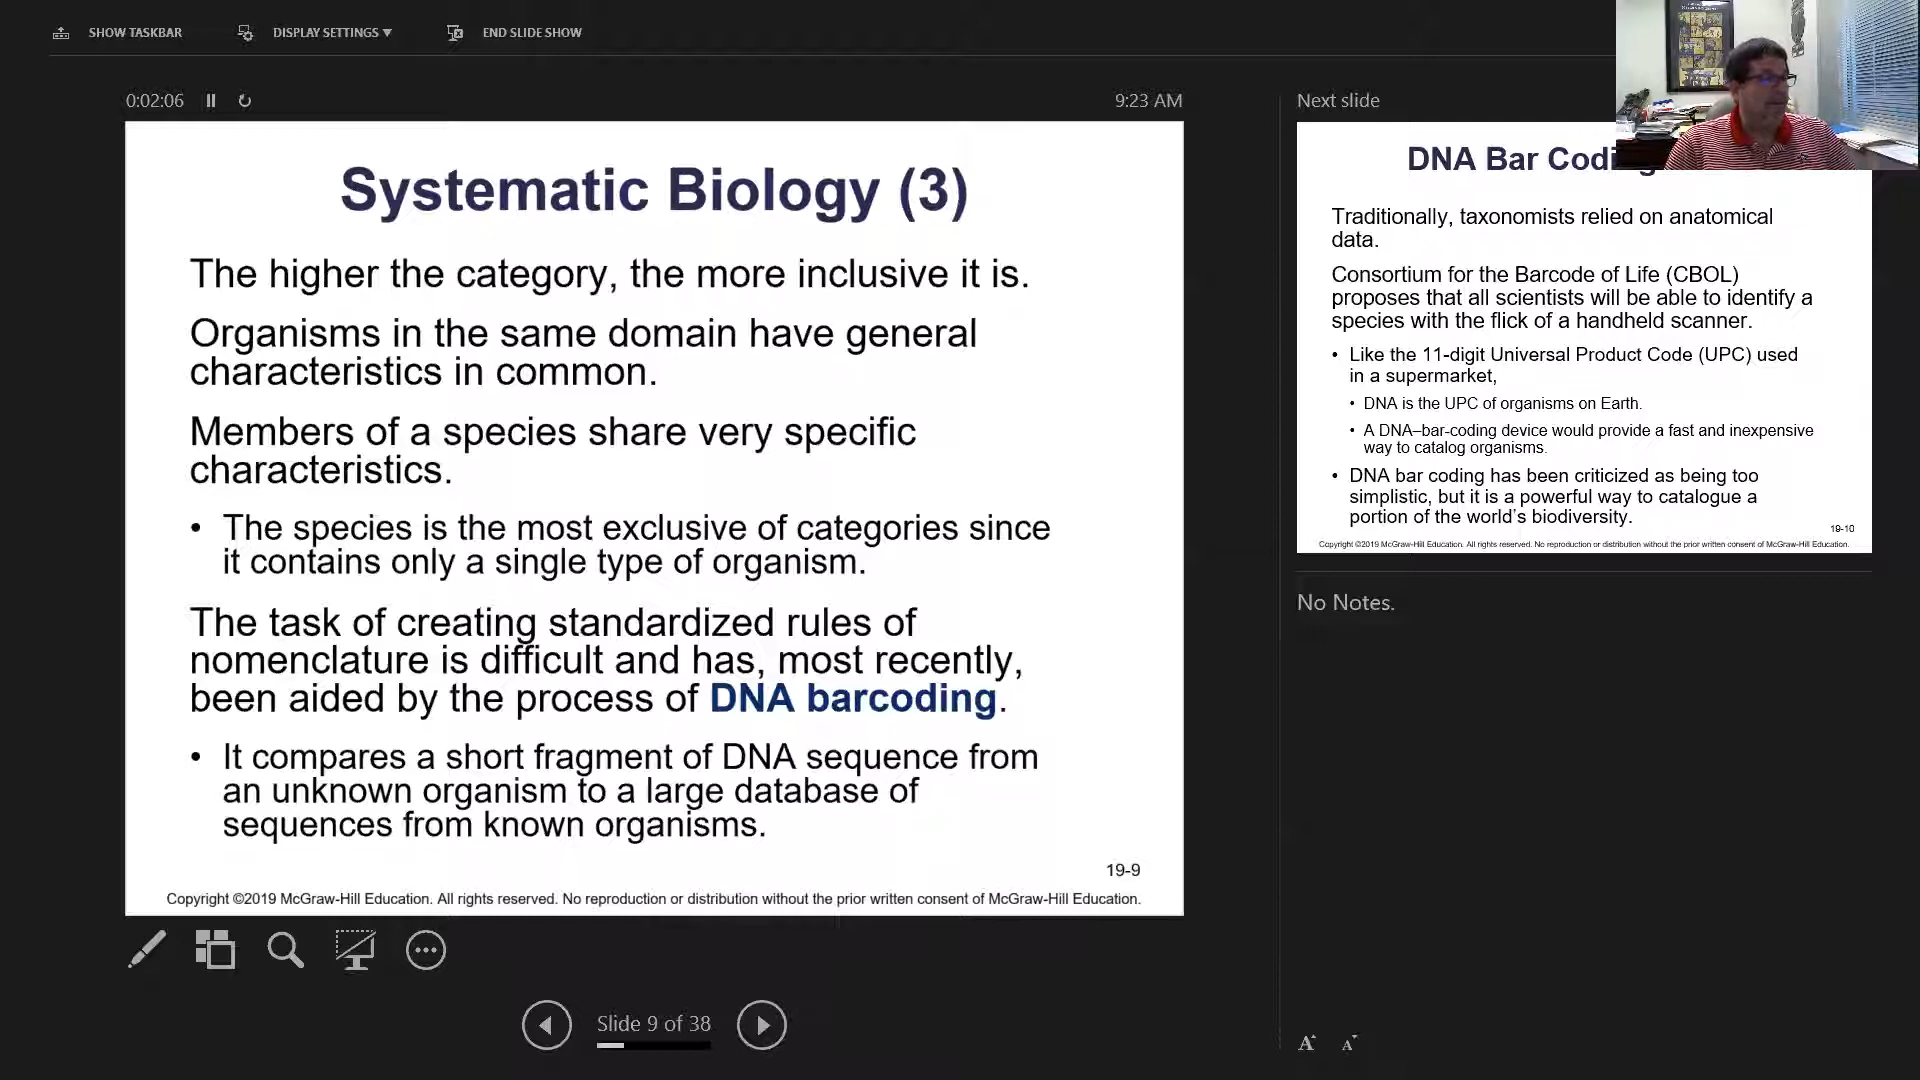 SHOW TASKBAR
DISPLAY SETTINGS ▼
END SLIDE SHOW
0:02:06
9:23 AM
Systematic Biology (3)
The higher the category, the more inclusive it is.
Organisms in the same domain have general
characteristics in common.
Members of a species share very specific
characteristics.
• The species is the most exclusive of categories since
it contains only a single type of organism.
The task of creating standardized rules of
nomenclature is difficult and has, most recently,
been aided by the process of DNA barcoding.
• It compares a short fragment of DNA sequence from
an unknown organism to a large database of
sequences from known organisms.
19-9
Copyright ©2019 McGraw-Hill Education. All rights reserved. No reproduction or distribution without the prior written consent of McGraw-Hill Education.
Slide 9 of 38
Next slide
DNA Bar Coding
Traditionally, taxonomists relied on anatomical
data.
Consortium for the Barcode of Life (CBOL)
proposes that all scientists will be able to identify a
species with the flick of a handheld scanner.
• Like the 11-digit Universal Product Code (UPC) used
in a supermarket,
• DNA is the UPC of organisms on Earth.
• A DNA–bar-coding device would provide a fast and inexpensive
way to catalog organisms.
• DNA bar coding has been criticized as being too
simplistic, but it is a powerful way to catalogue a
portion of the world's biodiversity.
19-10
Copyright ©2019 McGraw-Hill Education. All rights reserved. No reproduction or distribution without the prior written consent of McGraw-Hill Education.
No Notes.
A A